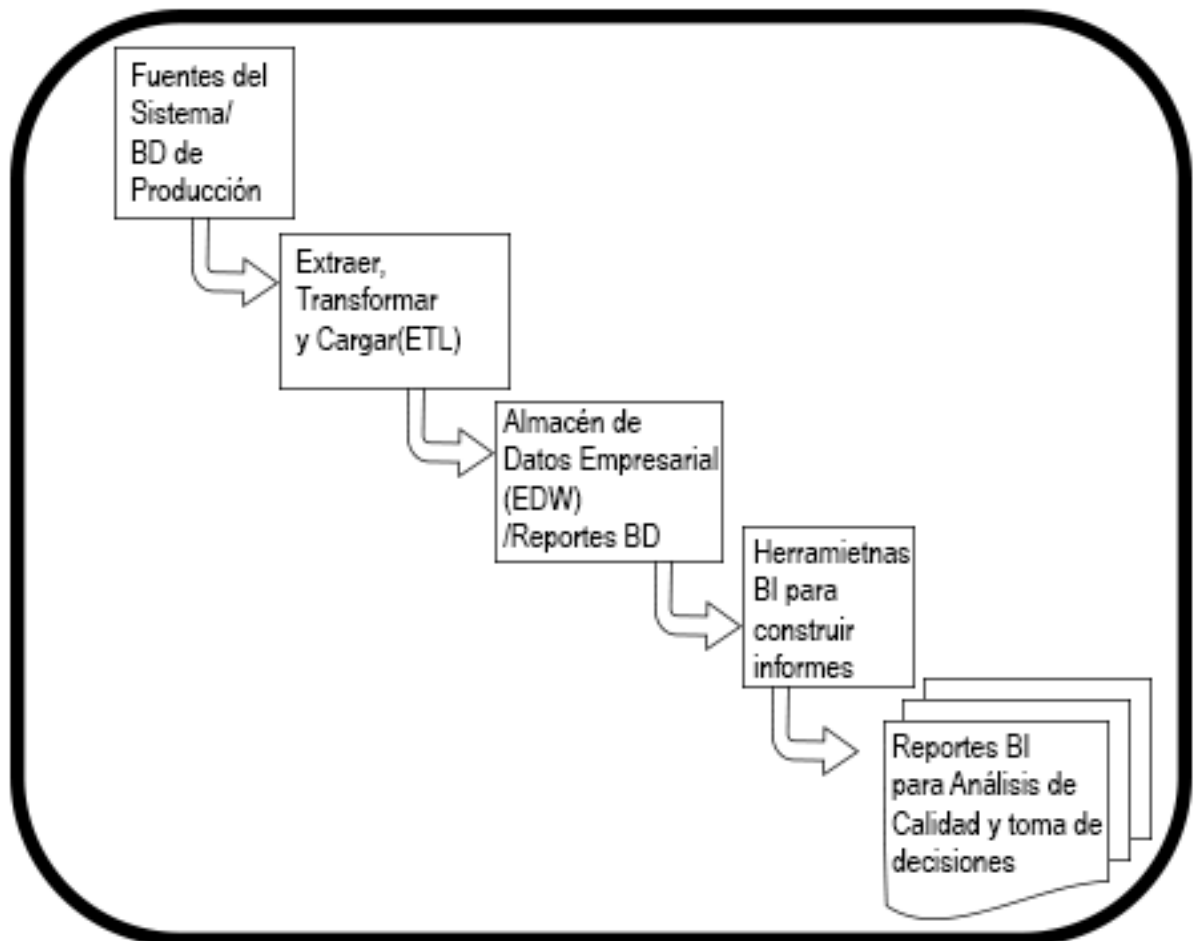 Fuentes del
Sistema/
BD de
Producción
Extraer,
Transformar
y Cargar(ETL)
Almacén de
Datos Empresarial
(EDW)
/Reportes BD
Herramietnas
BI para
construir
informes
Reportes BI
para Análisis de
Calidad y toma de
decisiones